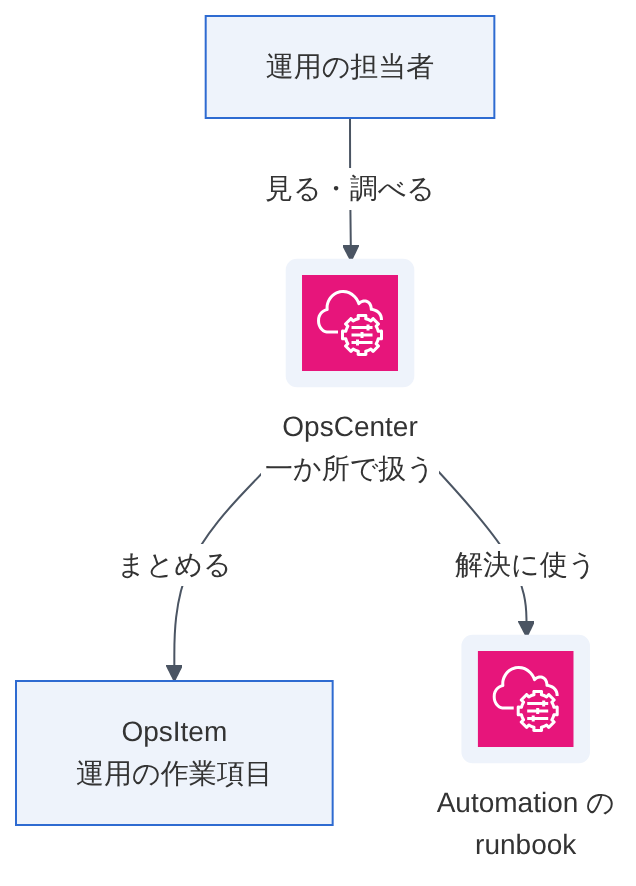 運用の担当者
見る・調べる
OpsCenter
一か所で扱う
まとめる
解決に使う
OpsItem
運用の作業項目
Automation の
runbook